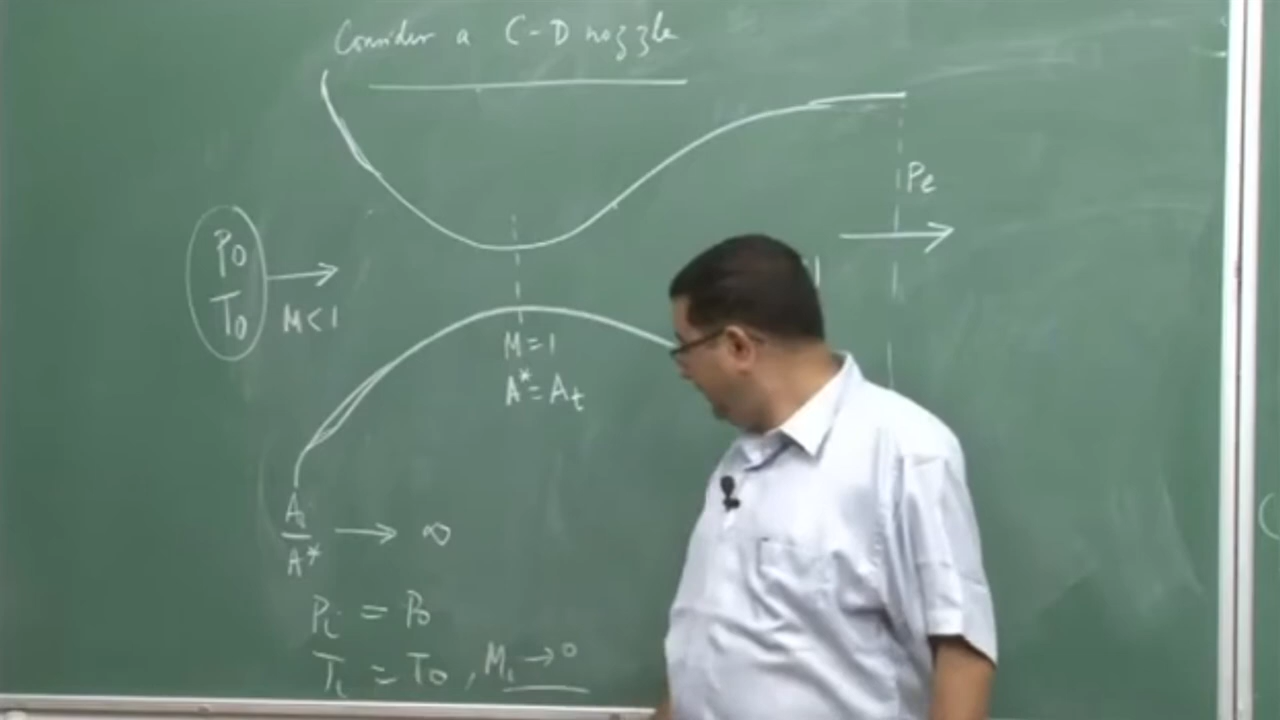 Consider a C-D nozzle
Pe
P0
T0
M<1
M=1
A*=At
Ai
A*
→ ∞
Pi = P0
Ti = T0, Mi → 0